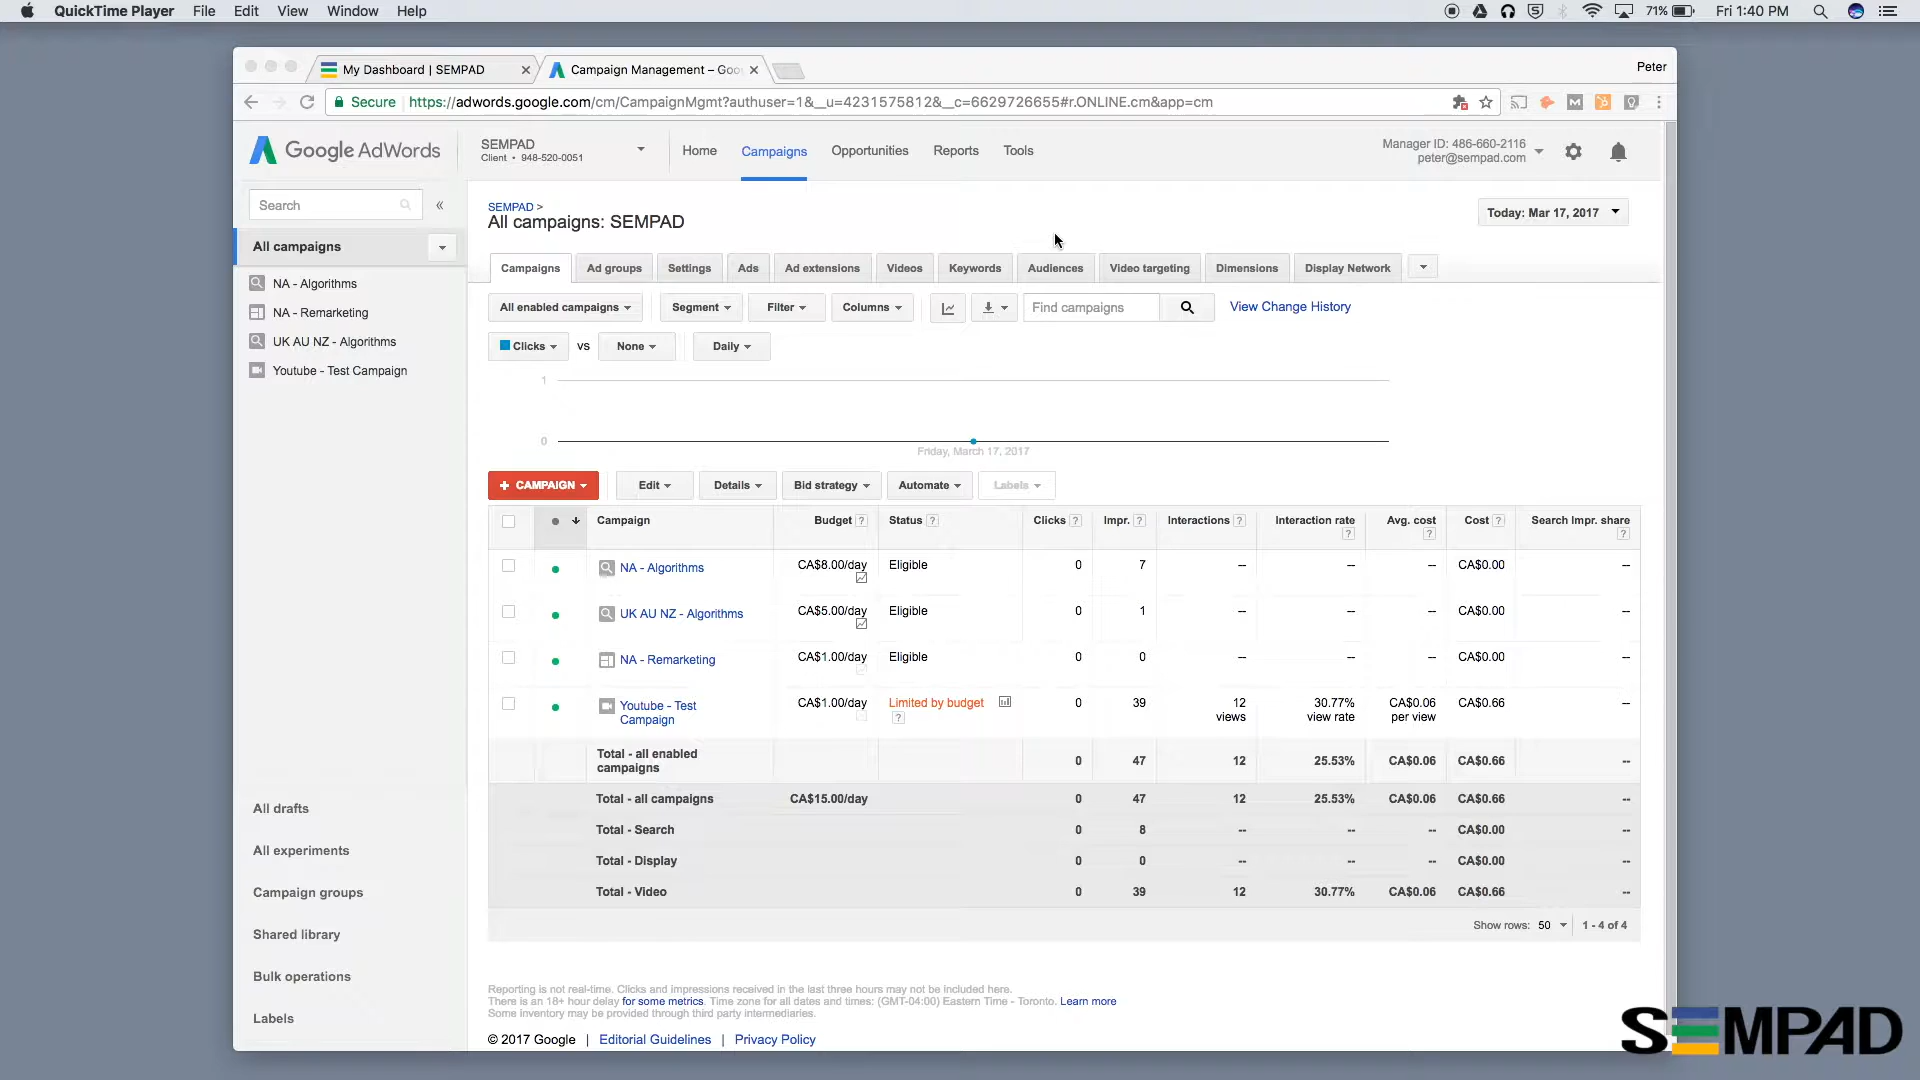 QuickTime Player File Edit View Window Help
71% Fri 1:40 PM
My Dashboard | SEMPAD
Campaign Management – Goo
Peter
Secure https://adwords.google.com/cm/CampaignMgmt?authuser=1&__u=4231575812&__c=6629726655#r.ONLINE.cm&app=cm
Google AdWords
SEMPAD
Client • 948-520-0051
Home Campaigns Opportunities Reports Tools
Manager ID: 486-660-2116
peter@sempad.com
Search
«
All campaigns
NA - Algorithms
NA - Remarketing
UK AU NZ - Algorithms
Youtube - Test Campaign
All drafts
All experiments
Campaign groups
Shared library
Bulk operations
Labels
SEMPAD >
All campaigns: SEMPAD
Today: Mar 17, 2017
Campaigns Ad groups Settings Ads Ad extensions Videos Keywords Audiences Video targeting Dimensions Display Network
All enabled campaigns Segment Filter Columns Find campaigns View Change History
Clicks vs None Daily
1
0
Friday, March 17, 2017
+ CAMPAIGN Edit Details Bid strategy Automate Labels
Campaign Budget ? Status ? Clicks ? Impr. ? Interactions ? Interaction rate ? Avg. cost ? Cost ? Search Impr. share ?
NA - Algorithms CA$8.00/day Eligible 0 7 -- -- -- CA$0.00 --
UK AU NZ - Algorithms CA$5.00/day Eligible 0 1 -- -- -- CA$0.00 --
NA - Remarketing CA$1.00/day Eligible 0 0 -- -- -- CA$0.00 --
Youtube - Test CA$1.00/day Limited by budget 0 39 12 30.77% CA$0.06 CA$0.66 --
Campaign ? views view rate per view
Total - all enabled
campaigns 0 47 12 25.53% CA$0.06 CA$0.66 --
Total - all campaigns CA$15.00/day 0 47 12 25.53% CA$0.06 CA$0.66 --
Total - Search 0 8 -- -- -- CA$0.00 --
Total - Display 0 0 -- -- -- CA$0.00 --
Total - Video 0 39 12 30.77% CA$0.06 CA$0.66 --
Show rows: 50 1 - 4 of 4
Reporting is not real-time. Clicks and impressions received in the last three hours may not be included here.
There is an 18+ hour delay for some metrics. Time zone for all dates and times: (GMT-04:00) Eastern Time - Toronto. Learn more
Some inventory may be provided through third party intermediaries.
© 2017 Google | Editorial Guidelines | Privacy Policy
SEMPAD